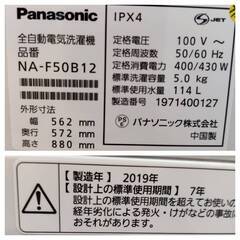 Panasonic
全自動電気洗濯機
品番
NA-F50B12
外形寸法
幅 562 mm
奥行 572 mm
高さ 880 mm
IPX4
JET
定格電圧 100 V～
定格周波数 50/60 Hz
定格消費電力 400/430 W
標準洗濯容量 5.0 kg
標準使用水量 114 L
製造番号 1971400127
PS E パナソニック株式会社
中国製
【製造年】2019年
【設計上の標準使用期間】 7年
設計上の標準使用期間を超えてお使いの
経年劣化による発火・けがなどの事故に